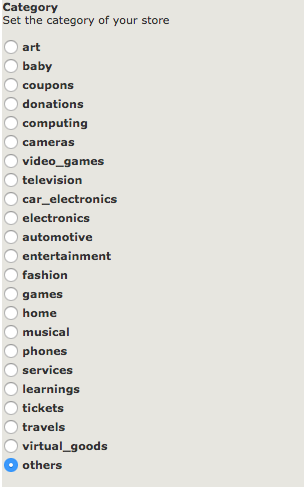 Category
Set the category of your store
art
baby
coupons
donations
computing
cameras
video_games
television
car_electronics
electronics
automotive
entertainment
fashion
games
home
musical
phones
services
learnings
tickets
travels
virtual_goods
others